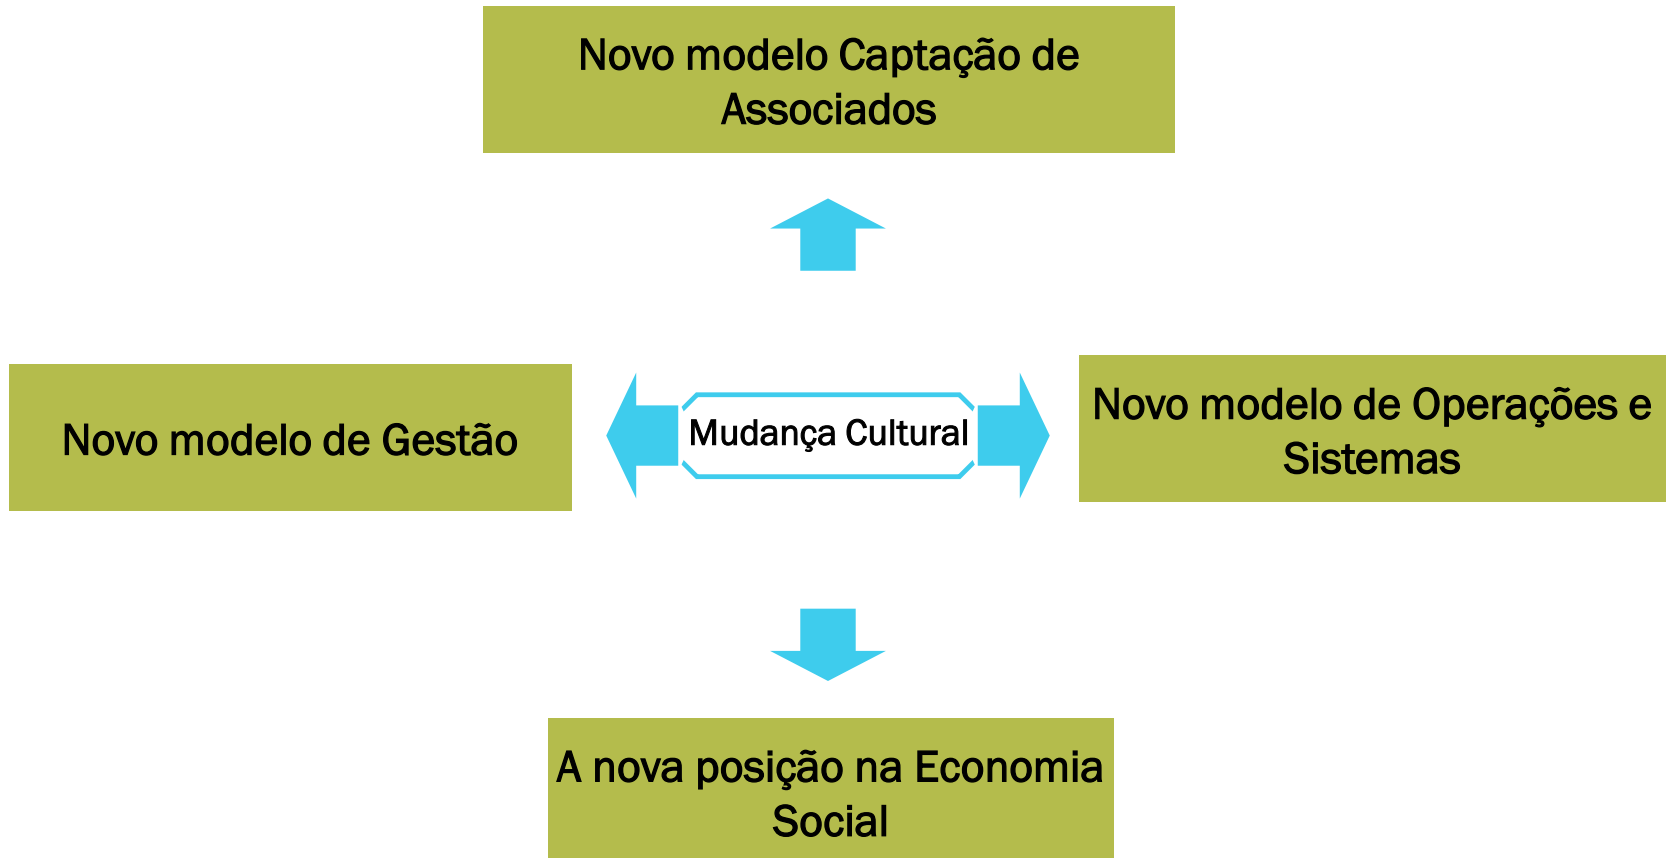 Novo modelo Captação de
Associados
Novo modelo de Gestão
Mudança Cultural
Novo modelo de Operações e
Sistemas
A nova posição na Economia
Social